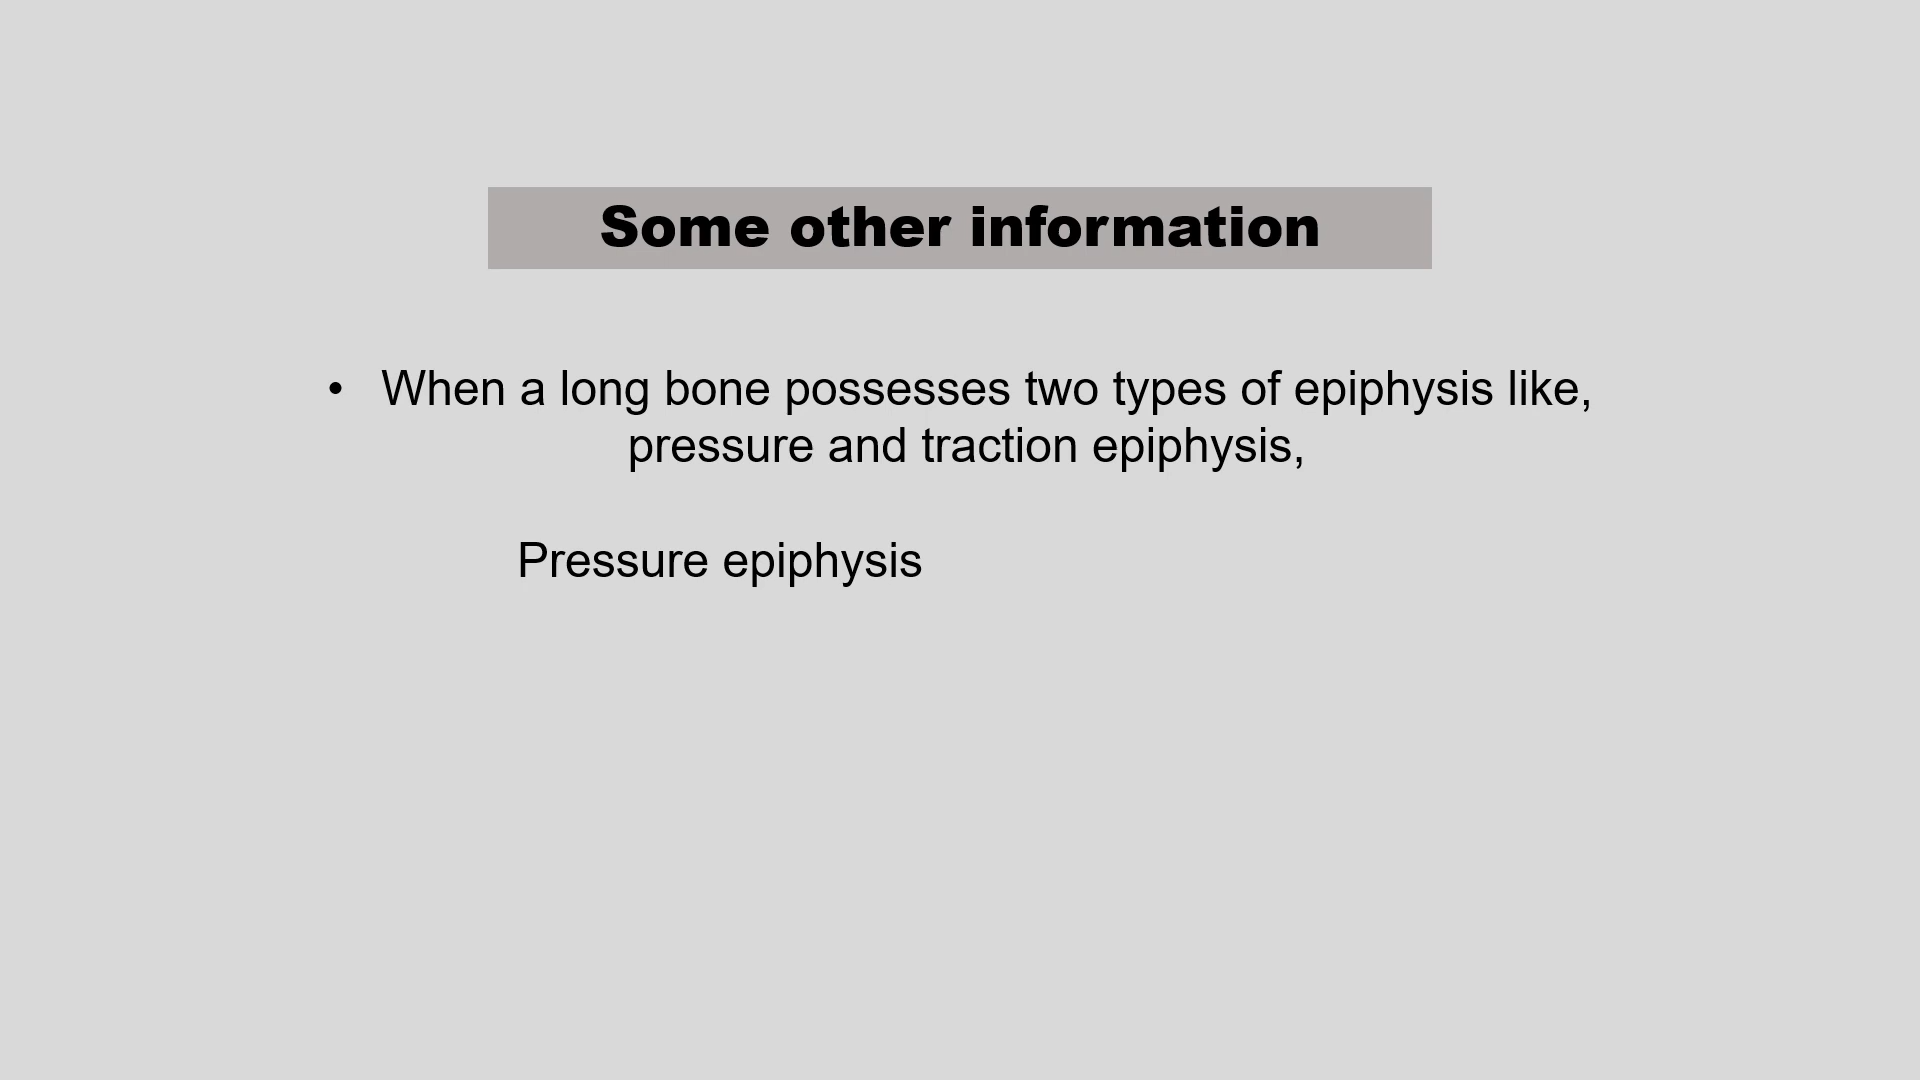 Some other information
• When a long bone possesses two types of epiphysis like,
pressure and traction epiphysis,
Pressure epiphysis